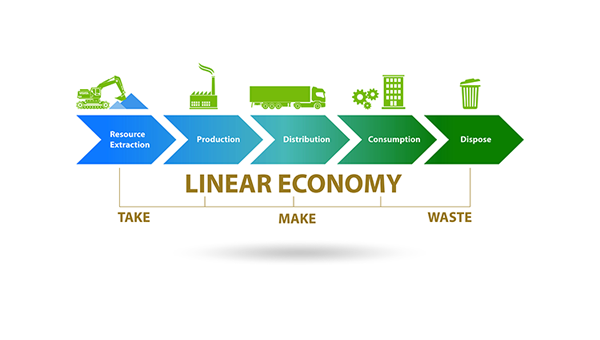 Resource
Extraction
Production
Distribution
Consumption
Dispose
LINEAR ECONOMY
TAKE
MAKE
WASTE